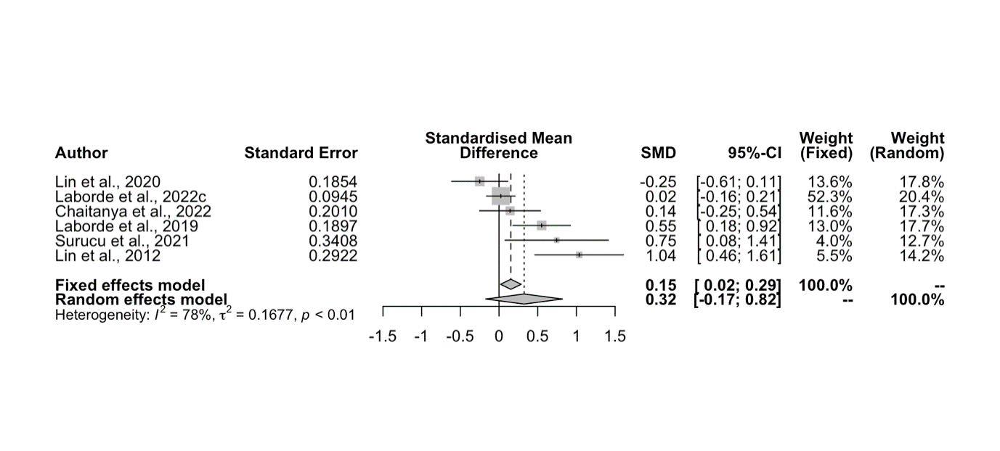 Author Standard Error Standardised Mean Difference SMD 95%-CI Weight (Fixed) Weight (Random)
Lin et al., 2020 0.1854 -0.25 [-0.61; 0.11] 13.6% 17.8%
Laborde et al., 2022c 0.0945 0.02 [-0.16; 0.21] 52.3% 20.4%
Chaitanya et al., 2022 0.2010 0.14 [-0.25; 0.54] 11.6% 17.3%
Laborde et al., 2019 0.1897 0.55 [ 0.18; 0.92] 13.0% 17.7%
Surucu et al., 2021 0.3408 0.75 [ 0.08; 1.41] 4.0% 12.7%
Lin et al., 2012 0.2922 1.04 [ 0.46; 1.61] 5.5% 14.2%
Fixed effects model 0.15 [ 0.02; 0.29] 100.0% --
Random effects model 0.32 [-0.17; 0.82] -- 100.0%
Heterogeneity: I² = 78%, τ² = 0.1677, p < 0.01
-1.5 -1 -0.5 0 0.5 1 1.5